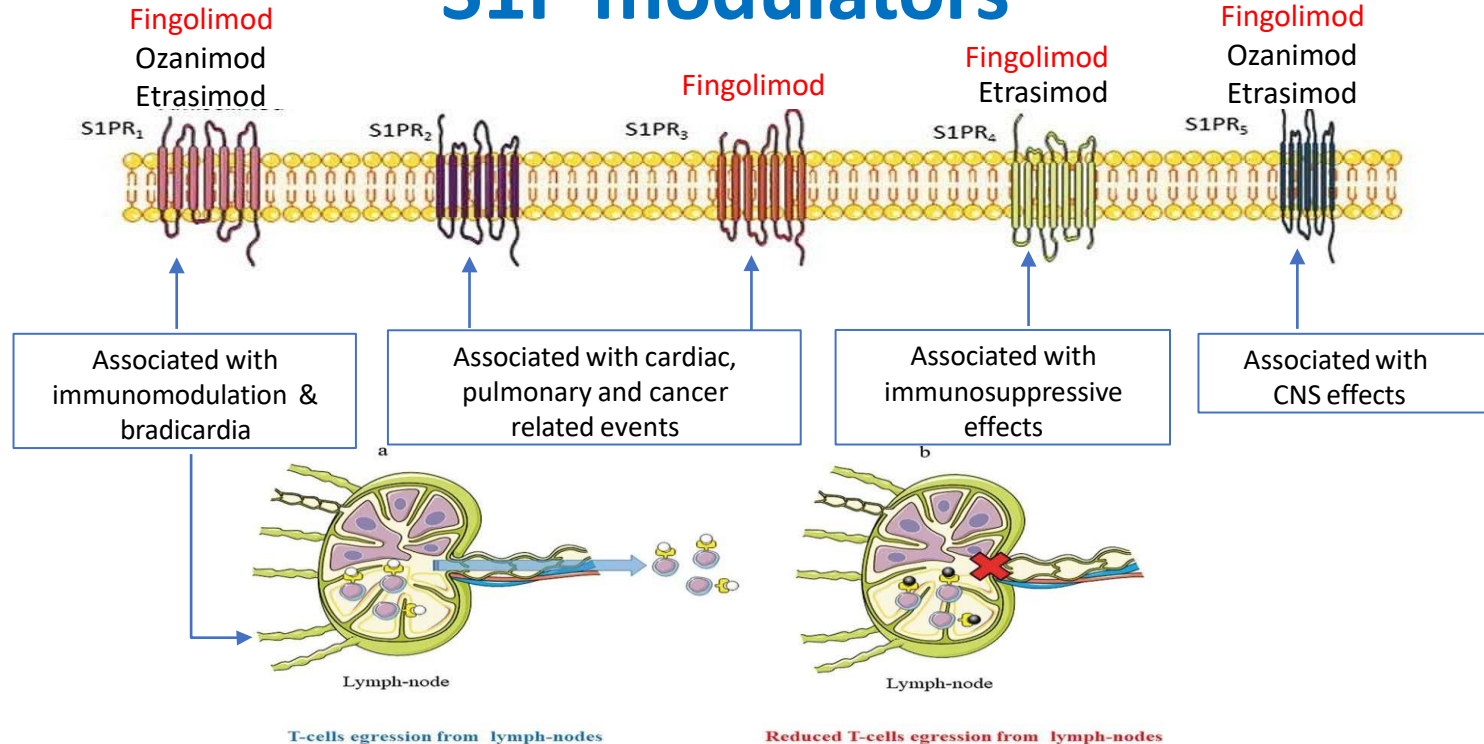 S1P modulators
Fingolimod
Ozanimod
Etrasimod
Fingolimod
Fingolimod
Etrasimod
Fingolimod
Ozanimod
Etrasimod
S1PR1
S1PR2
S1PR3
S1PR4
S1PR5
Associated with
immunomodulation &
bradicardia
Associated with cardiac,
pulmonary and cancer
related events
Associated with
immunosuppressive
effects
Associated with
CNS effects
a
b
Lymph-node
Lymph-node
T-cells egression from lymph-nodes
Reduced T-cells egression from lymph-nodes